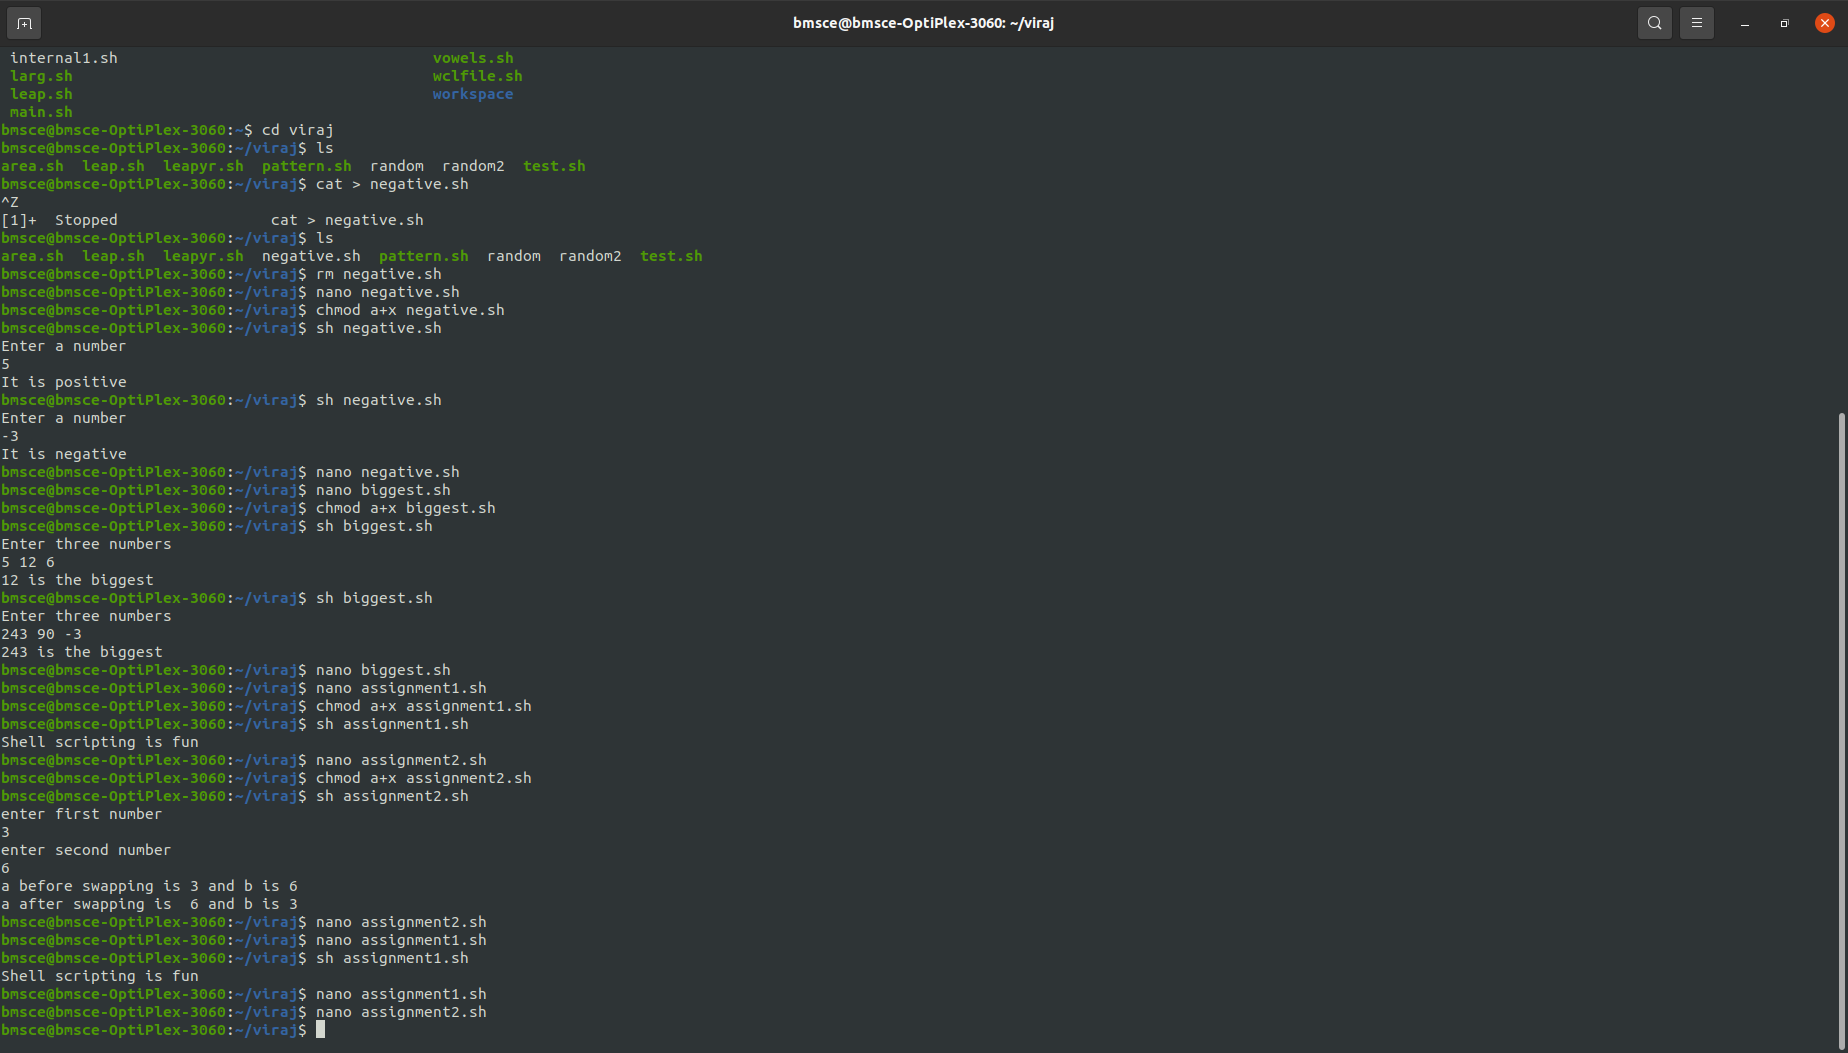 bmsce@bmsce-OptiPlex-3060: ~/viraj
internal1.sh vowels.sh
larg.sh wclfile.sh
leap.sh workspace
main.sh
bmsce@bmsce-OptiPlex-3060:~$ cd viraj
bmsce@bmsce-OptiPlex-3060:~/viraj$ ls
area.sh leap.sh leapyr.sh pattern.sh random random2 test.sh
bmsce@bmsce-OptiPlex-3060:~/viraj$ cat > negative.sh
^Z
[1]+ Stopped cat > negative.sh
bmsce@bmsce-OptiPlex-3060:~/viraj$ ls
area.sh leap.sh leapyr.sh negative.sh pattern.sh random random2 test.sh
bmsce@bmsce-OptiPlex-3060:~/viraj$ rm negative.sh
bmsce@bmsce-OptiPlex-3060:~/viraj$ nano negative.sh
bmsce@bmsce-OptiPlex-3060:~/viraj$ chmod a+x negative.sh
bmsce@bmsce-OptiPlex-3060:~/viraj$ sh negative.sh
Enter a number
5
It is positive
bmsce@bmsce-OptiPlex-3060:~/viraj$ sh negative.sh
Enter a number
-3
It is negative
bmsce@bmsce-OptiPlex-3060:~/viraj$ nano negative.sh
bmsce@bmsce-OptiPlex-3060:~/viraj$ nano biggest.sh
bmsce@bmsce-OptiPlex-3060:~/viraj$ chmod a+x biggest.sh
bmsce@bmsce-OptiPlex-3060:~/viraj$ sh biggest.sh
Enter three numbers
5 12 6
12 is the biggest
bmsce@bmsce-OptiPlex-3060:~/viraj$ sh biggest.sh
Enter three numbers
243 90 -3
243 is the biggest
bmsce@bmsce-OptiPlex-3060:~/viraj$ nano biggest.sh
bmsce@bmsce-OptiPlex-3060:~/viraj$ nano assignment1.sh
bmsce@bmsce-OptiPlex-3060:~/viraj$ chmod a+x assignment1.sh
bmsce@bmsce-OptiPlex-3060:~/viraj$ sh assignment1.sh
Shell scripting is fun
bmsce@bmsce-OptiPlex-3060:~/viraj$ nano assignment2.sh
bmsce@bmsce-OptiPlex-3060:~/viraj$ chmod a+x assignment2.sh
bmsce@bmsce-OptiPlex-3060:~/viraj$ sh assignment2.sh
enter first number
3
enter second number
6
a before swapping is 3 and b is 6
a after swapping is  6 and b is 3
bmsce@bmsce-OptiPlex-3060:~/viraj$ nano assignment2.sh
bmsce@bmsce-OptiPlex-3060:~/viraj$ nano assignment1.sh
bmsce@bmsce-OptiPlex-3060:~/viraj$ sh assignment1.sh
Shell scripting is fun
bmsce@bmsce-OptiPlex-3060:~/viraj$ nano assignment1.sh
bmsce@bmsce-OptiPlex-3060:~/viraj$ nano assignment2.sh
bmsce@bmsce-OptiPlex-3060:~/viraj$